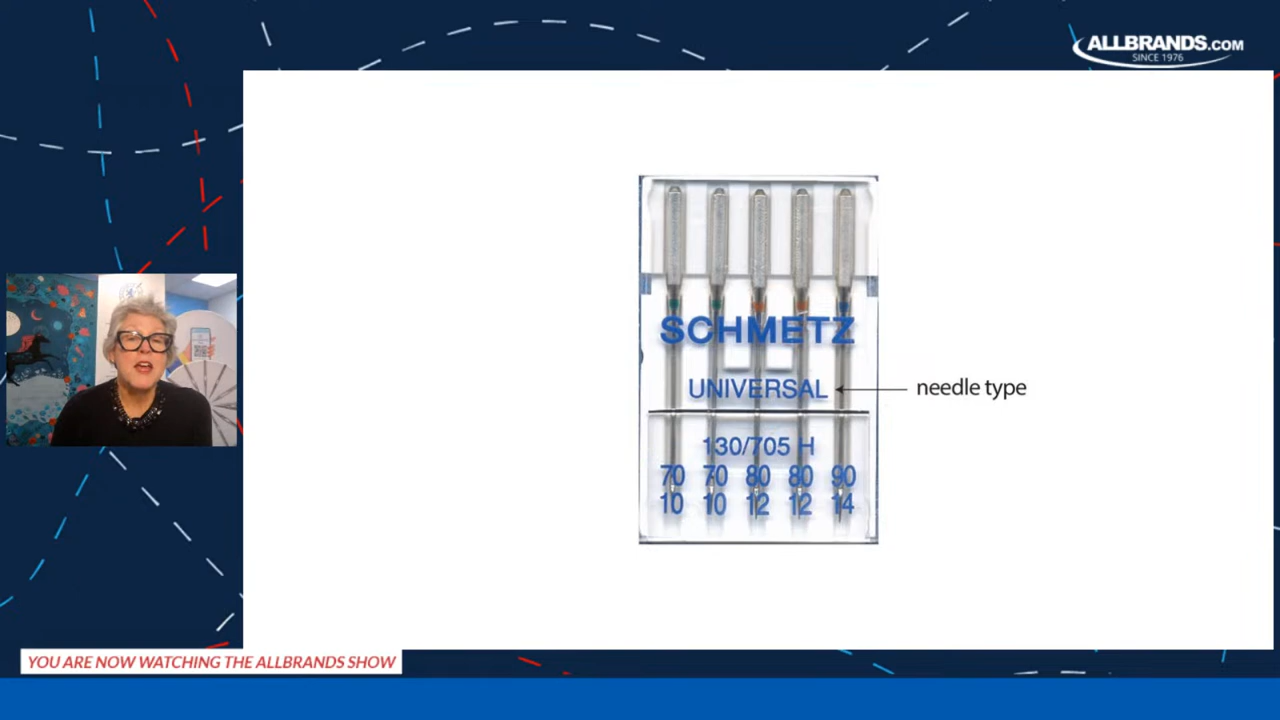 ALLBRANDS.COM
SINCE 1976
SCHMETZ
UNIVERSAL
needle type
130/705 H
70 70 80 80 90
10 10 12 12 14
YOU ARE NOW WATCHING THE ALLBRANDS SHOW